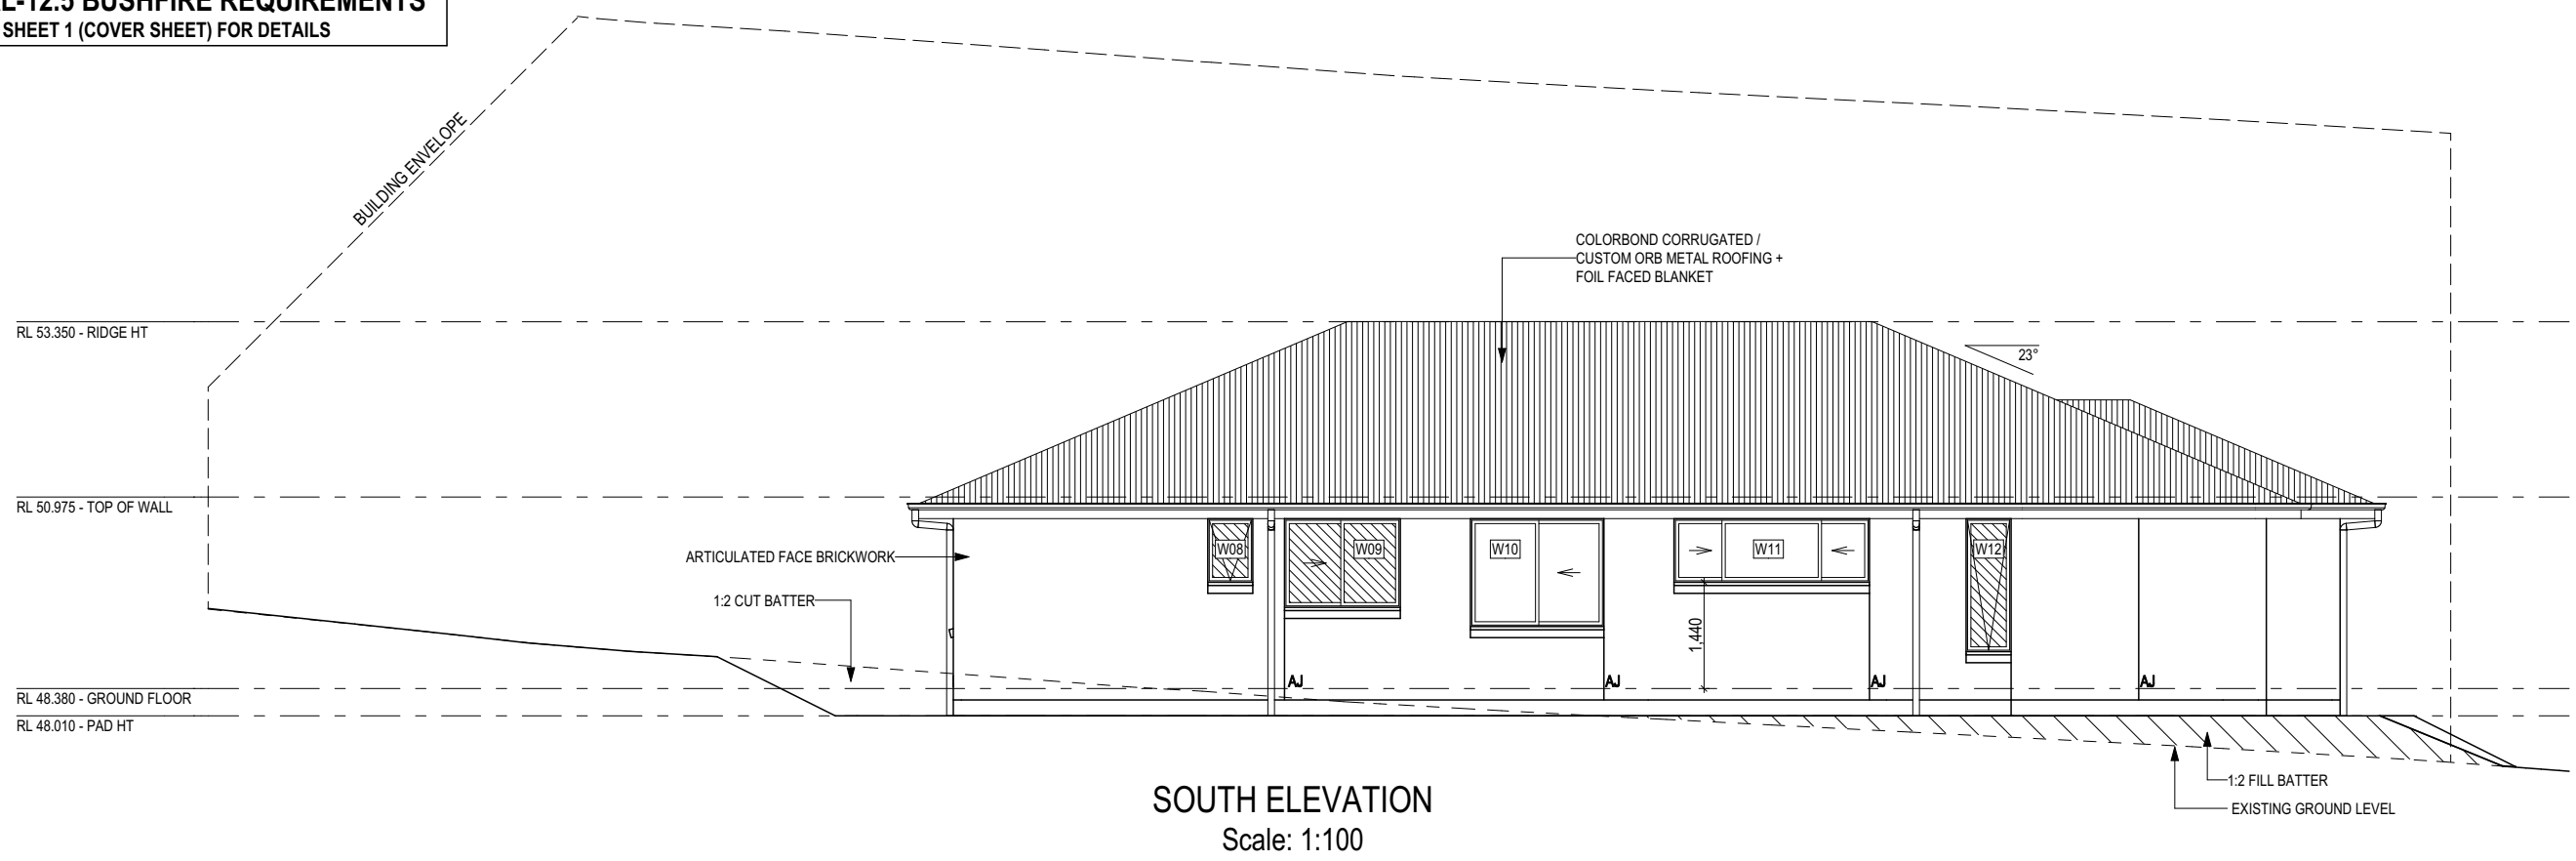 BUSHFIRE REQUIREMENTS
SHEET 1 (COVER SHEET) FOR DETAILS
BUILDING ENVELOPE
COLORBOND CORRUGATED /
CUSTOM ORB METAL ROOFING +
FOIL FACED BLANKET
RL 53.350 - RIDGE HT
23°
RL 50.975 - TOP OF WALL
ARTICULATED FACE BRICKWORK
W08
W09
W10
W11
W12
1:2 CUT BATTER
1,440
AJ
AJ
AJ
AJ
RL 48.380 - GROUND FLOOR
RL 48.010 - PAD HT
1:2 FILL BATTER
EXISTING GROUND LEVEL
SOUTH ELEVATION
Scale: 1:100